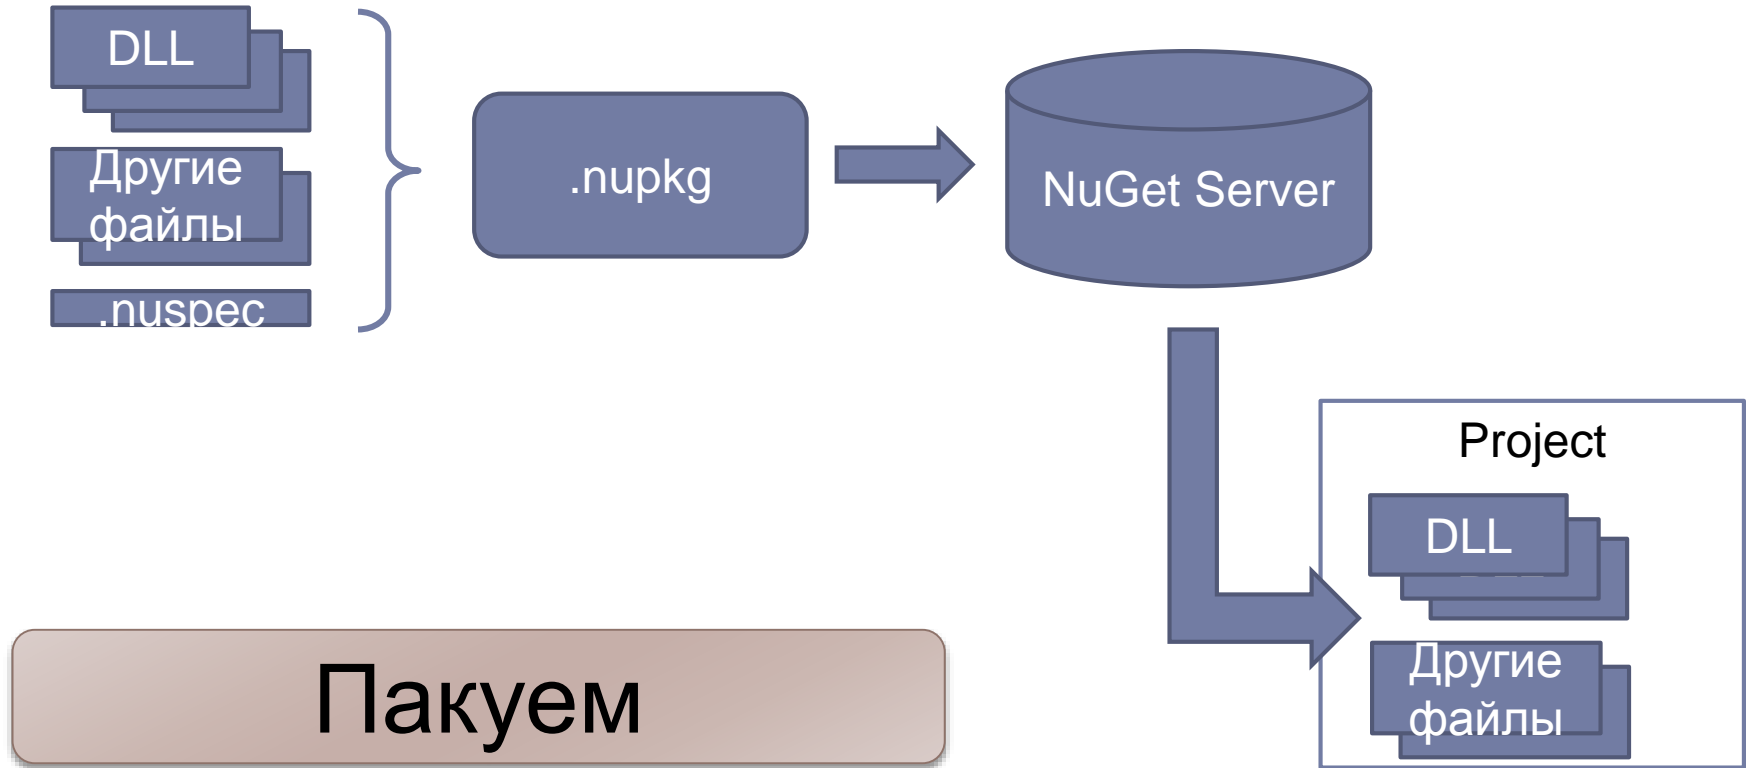 DLL
Другие
файлы
.nuspec
.nupkg
NuGet Server
Project
DLL
Другие
файлы
Пакуем